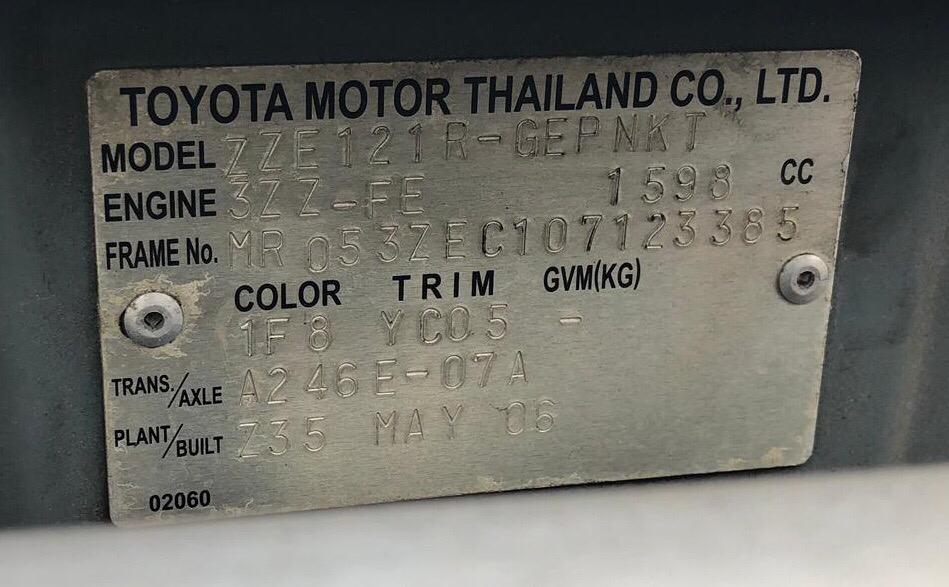 TOYOTA MOTOR THAILAND CO., LTD.
MODEL ZZE121R-GEPNKT
ENGINE 3ZZ-FE 1598 CC
FRAME No. MR053ZEC107123385
COLOR TRIM GVM(KG)
1F8 YC05 -
TRANS./AXLE A246E-07A
PLANT/BUILT Z35 MAY 06
02060